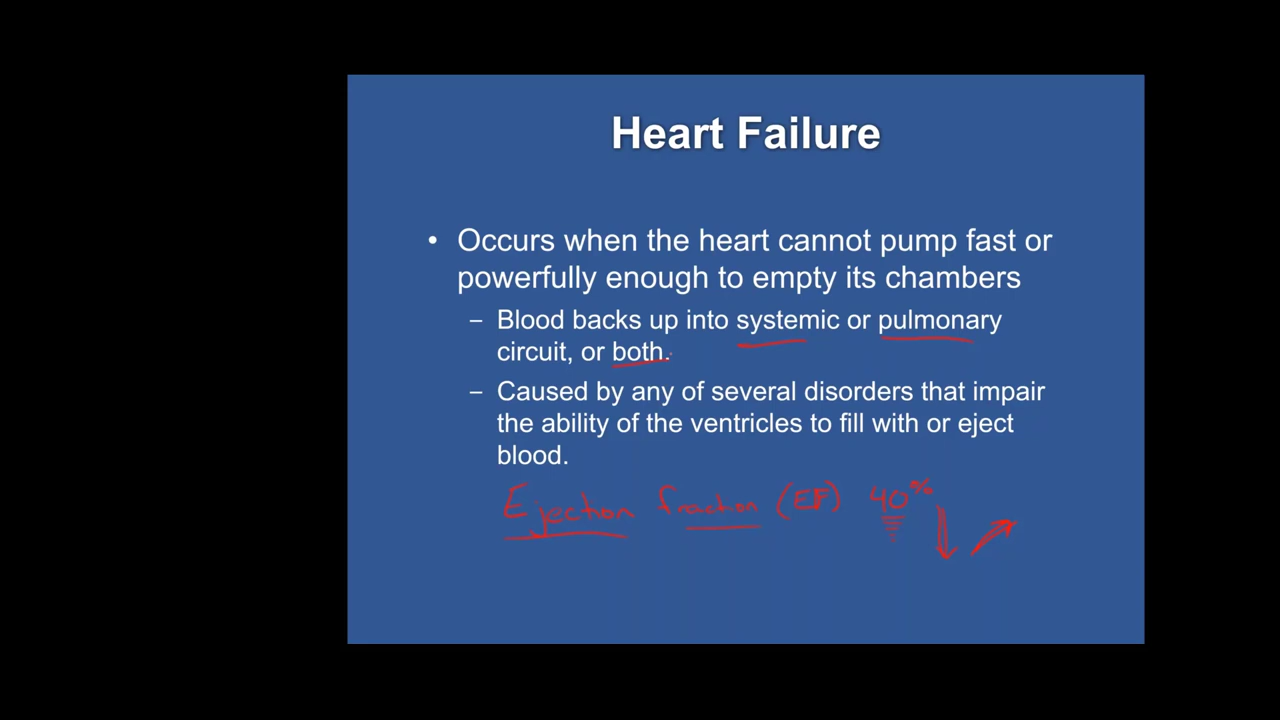 Heart Failure
• Occurs when the heart cannot pump fast or
powerfully enough to empty its chambers
– Blood backs up into systemic or pulmonary
circuit, or both.
– Caused by any of several disorders that impair
the ability of the ventricles to fill with or eject
blood.
Ejection fraction (EF) 40%